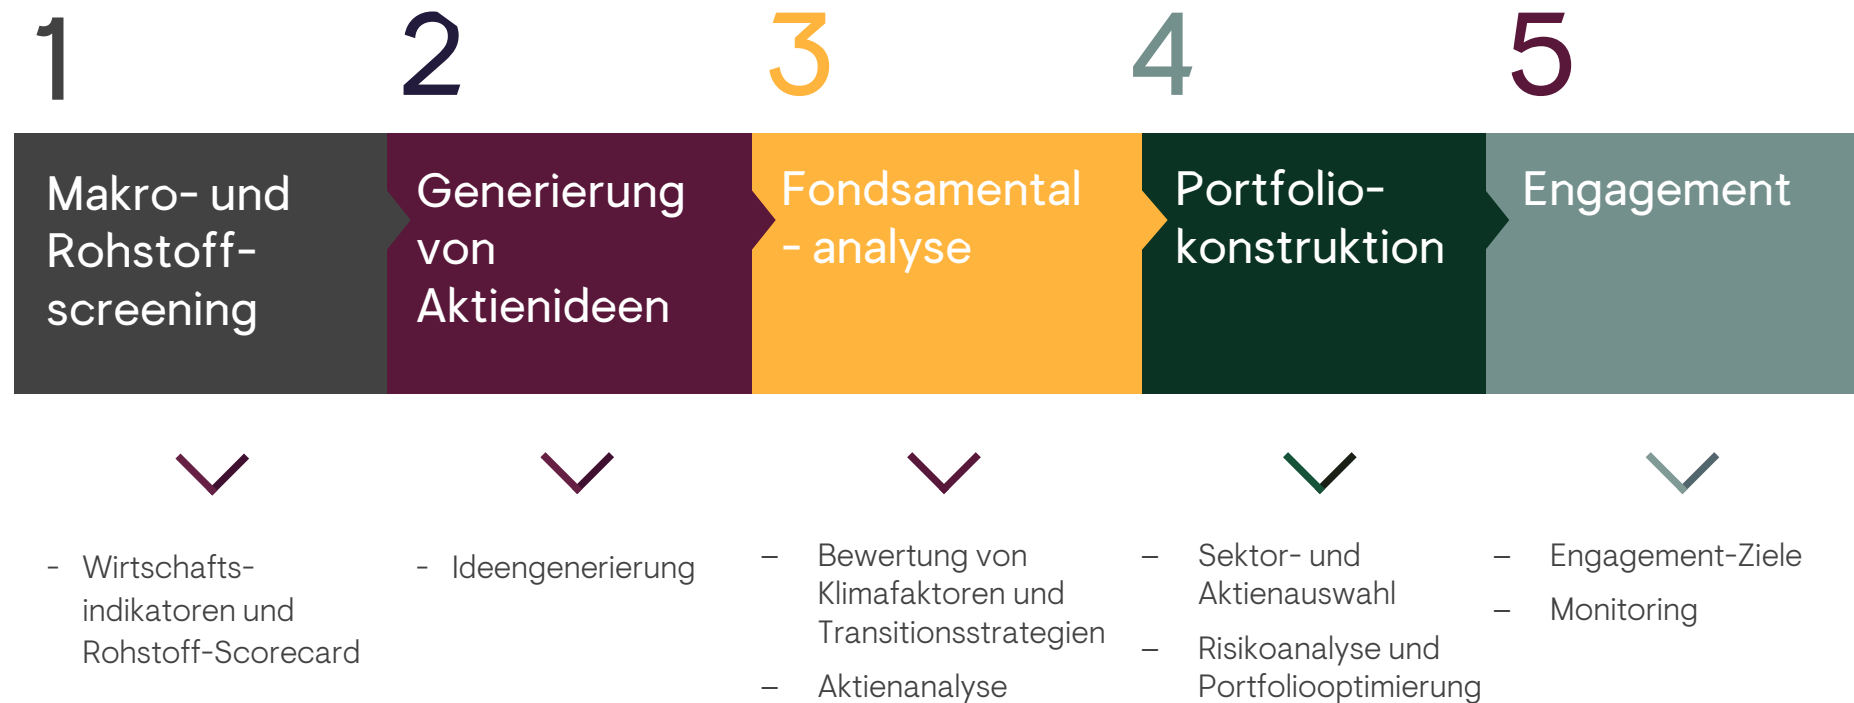 1
2
3
4
5
Makro- und
Rohstoff-
screening
Generierung
von
Aktienideen
Fondsamental
- analyse
Portfolio-
konstruktion
Engagement
- Wirtschafts-
indikatoren und
Rohstoff-Scorecard
- Ideengenerierung
– Bewertung von
Klimafaktoren und
Transitionsstrategien
– Aktienanalyse
– Sektor- und
Aktienauswahl
– Risikoanalyse und
Portfoliooptimierung
– Engagement-Ziele
– Monitoring